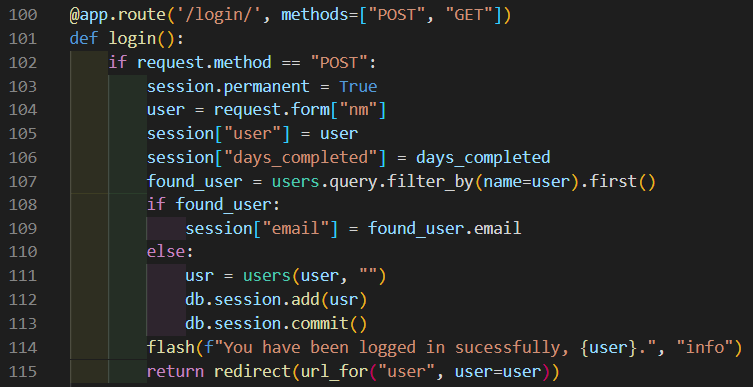 100 @app.route('/login/', methods=["POST", "GET"])
101 def login():
102 if request.method == "POST":
103 session.permanent = True
104 user = request.form["nm"]
105 session["user"] = user
106 session["days_completed"] = days_completed
107 found_user = users.query.filter_by(name=user).first()
108 if found_user:
109 session["email"] = found_user.email
110 else:
111 usr = users(user, "")
112 db.session.add(usr)
113 db.session.commit()
114 flash(f"You have been logged in sucessfully, {user}.", "info")
115 return redirect(url_for("user", user=user))